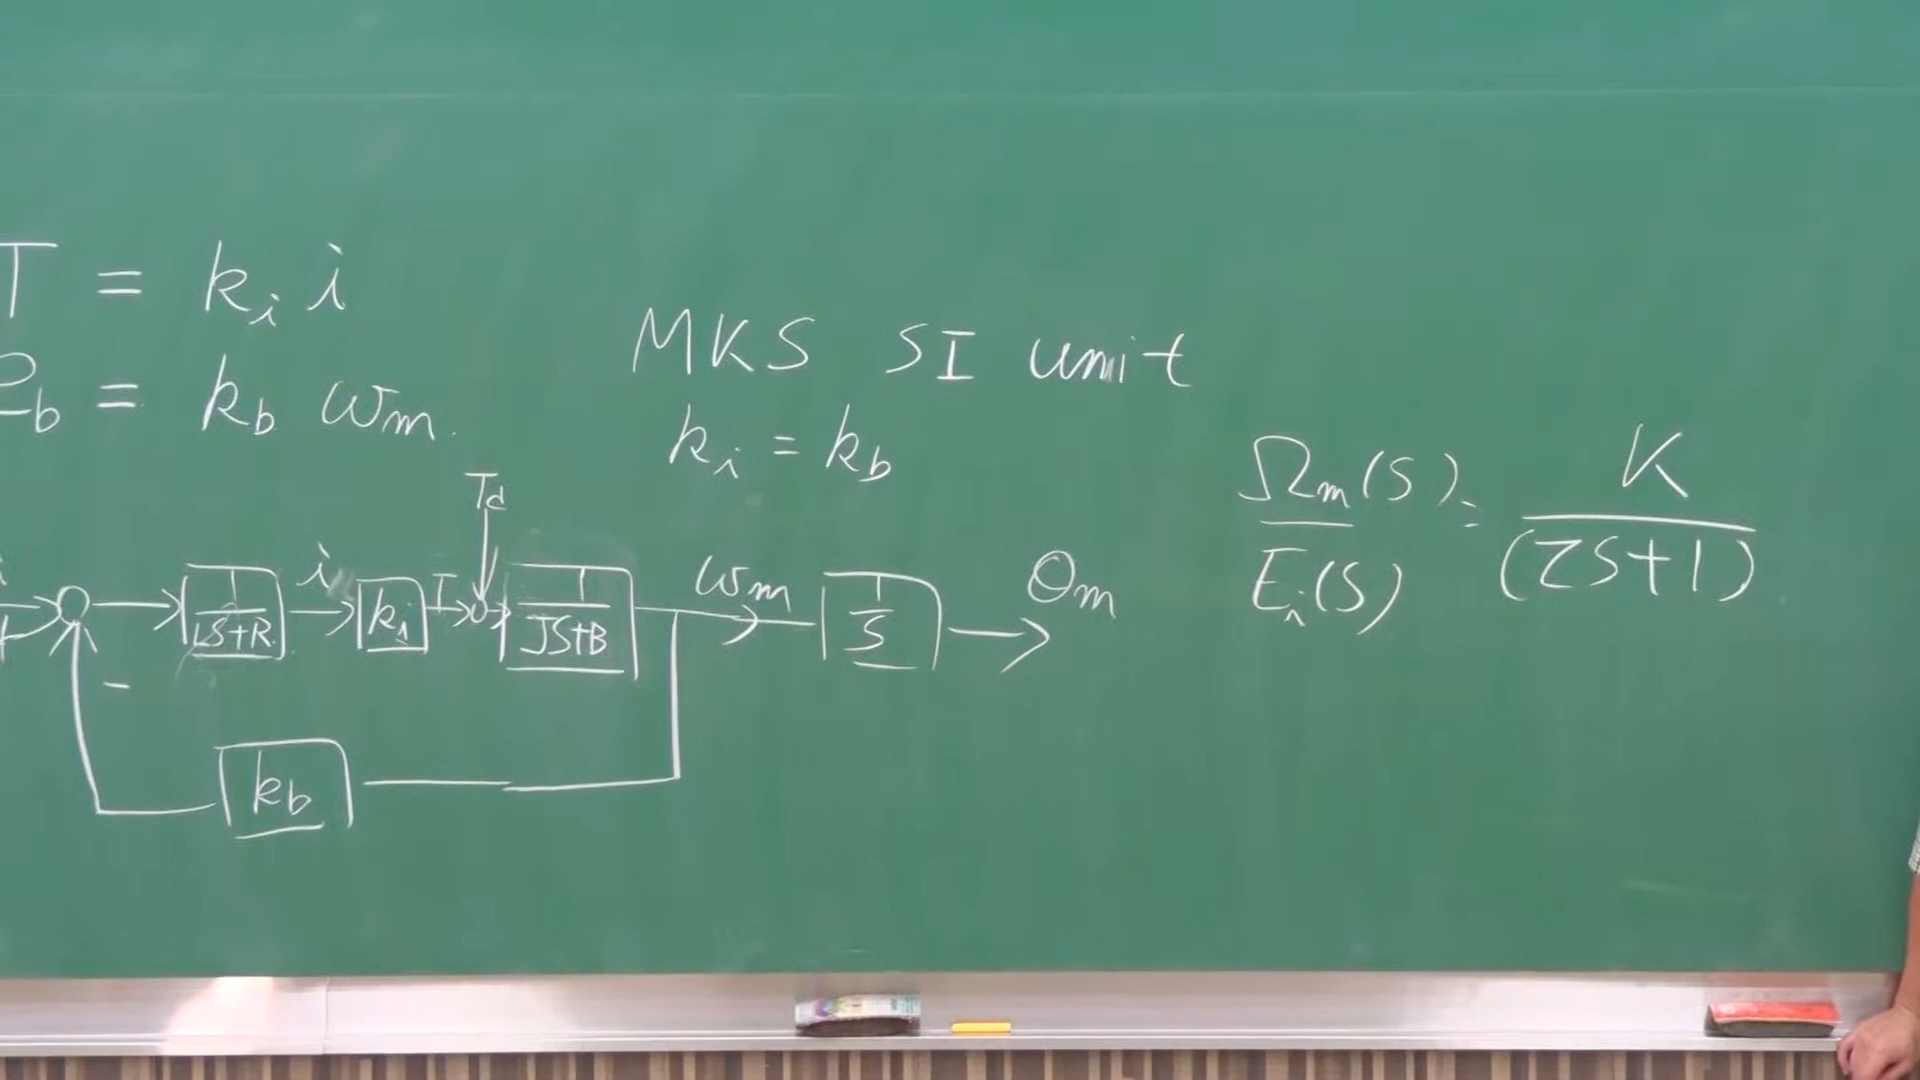 T = ki i
eb = kb ωm.
MKS SI unit
ki = kb
Ωm(s) = K
Ei(s) (τs+1)
Td
1 i 1 ωm 1 θm
LS+R ki T JS+B S
+
−
kb